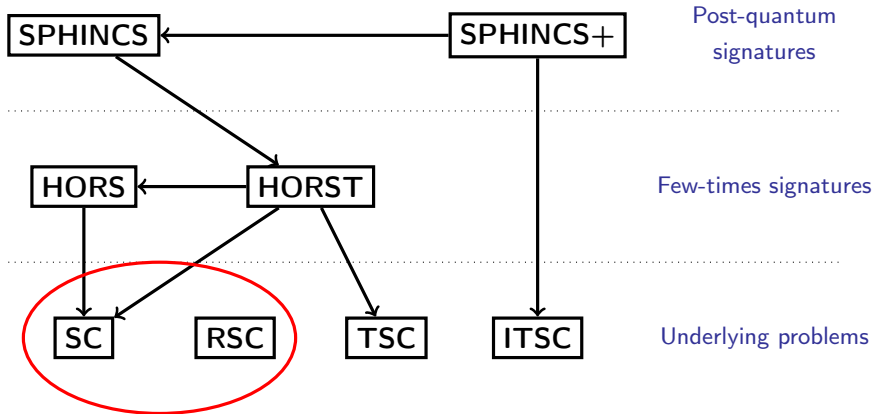 SPHINCS
SPHINCS+
Post-quantum
signatures
HORS
HORST
Few-times signatures
SC
RSC
TSC
ITSC
Underlying problems